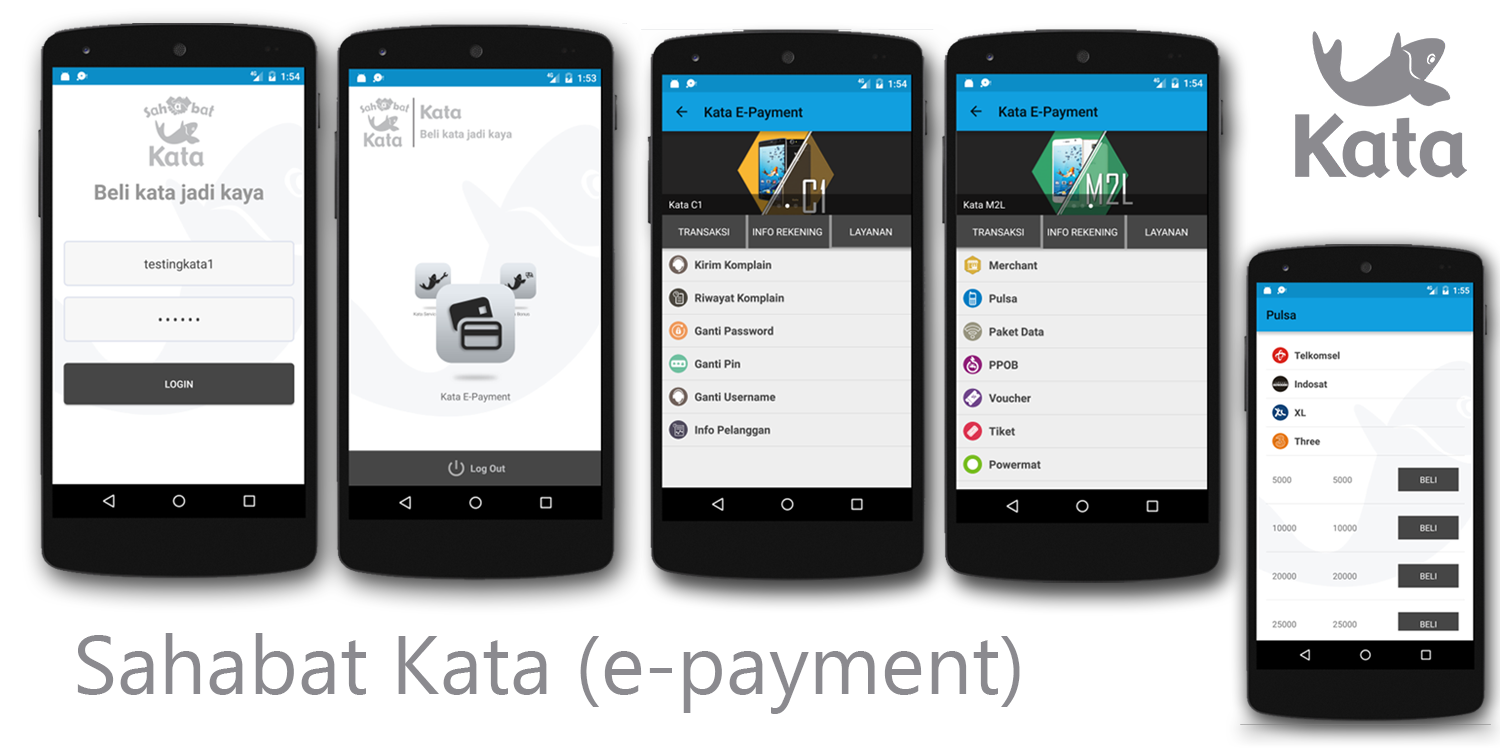 1:54
sahabat
Kata
Beli kata jadi kaya
testingkata1
LOGIN
1:53
sahabat
Kata
Kata
Beli kata jadi kaya
Kata E-Payment
Log Out
1:54
Kata E-Payment
C1
Kata C1
TRANSAKSI
INFO REKENING
LAYANAN
Kirim Komplain
Riwayat Komplain
Ganti Password
Ganti Pin
Ganti Username
Info Pelanggan
1:54
Kata E-Payment
M2L
Kata M2L
TRANSAKSI
INFO REKENING
LAYANAN
Merchant
Pulsa
Paket Data
PPOB
Voucher
Tiket
Powermat
Kata
1:55
Pulsa
Telkomsel
Indosat
XL
Three
5000 5000 BELI
10000 10000 BELI
20000 20000 BELI
25000 25000 BELI
Sahabat Kata (e-payment)